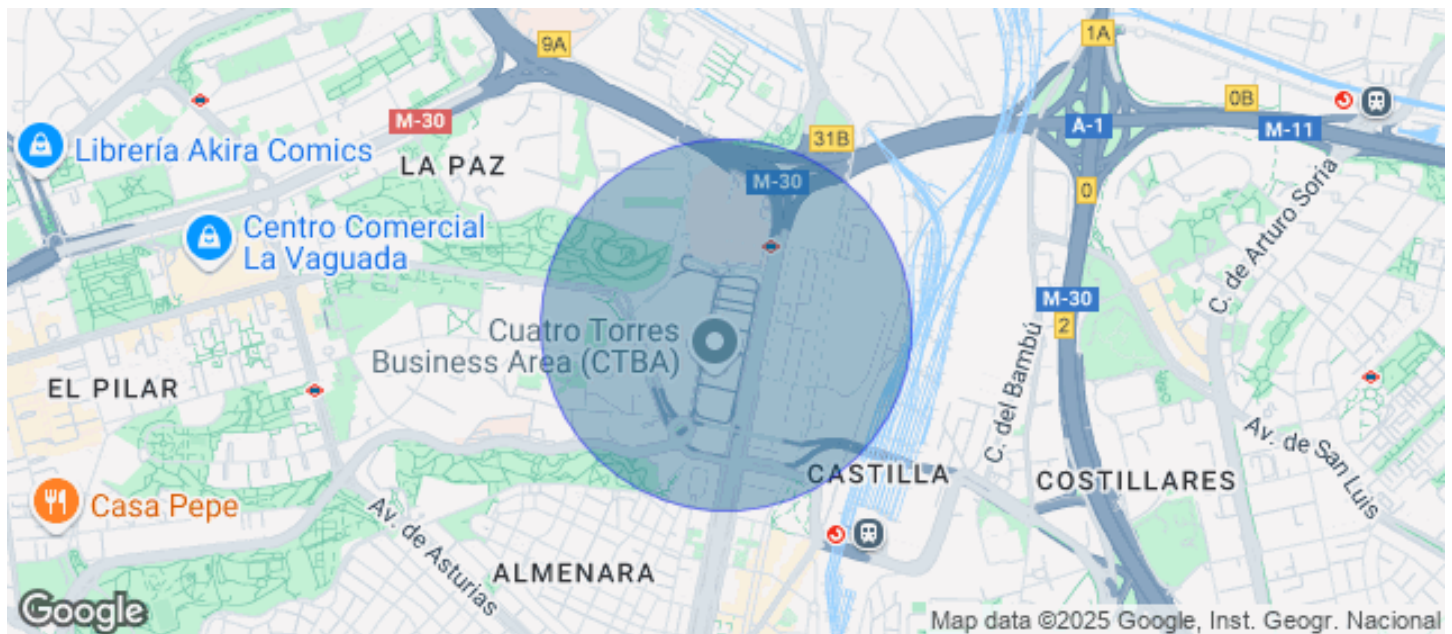 9A
1A
0B
M-30
31B
A-1
M-11
Librería Akira Comics
LA PAZ
M-30
0
C. de Arturo Soria
Centro Comercial
La Vaguada
M-30
2
Cuatro Torres
Business Area (CTBA)
EL PILAR
C. del Bambú
CASTILLA
COSTILLARES
Av. de San Luis
Casa Pepe
Av. de Asturias
ALMENARA
Google
Map data ©2025 Google, Inst. Geogr. Nacional